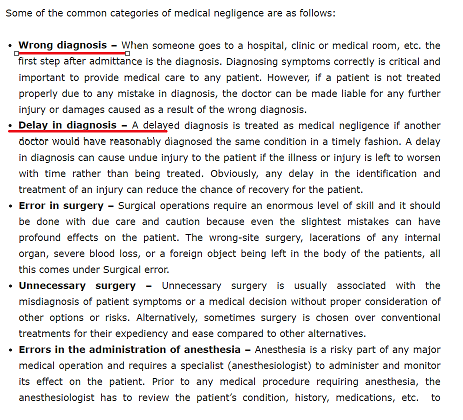 Some of the common categories of medical negligence are as follows:
• Wrong diagnosis – When someone goes to a hospital, clinic or medical room, etc. the
first step after admittance is the diagnosis. Diagnosing symptoms correctly is critical and
important to provide medical care to any patient. However, if a patient is not treated
properly due to any mistake in diagnosis, the doctor can be made liable for any further
injury or damages caused as a result of the wrong diagnosis.
• Delay in diagnosis – A delayed diagnosis is treated as medical negligence if another
doctor would have reasonably diagnosed the same condition in a timely fashion. A delay
in diagnosis can cause undue injury to the patient if the illness or injury is left to worsen
with time rather than being treated. Obviously, any delay in the identification and
treatment of an injury can reduce the chance of recovery for the patient.
• Error in surgery – Surgical operations require an enormous level of skill and it should
be done with due care and caution because even the slightest mistakes can have
profound effects on the patient. The wrong-site surgery, lacerations of any internal
organ, severe blood loss, or a foreign object being left in the body of the patients, all
this comes under Surgical error.
• Unnecessary surgery – Unnecessary surgery is usually associated with the
misdiagnosis of patient symptoms or a medical decision without proper consideration of
other options or risks. Alternatively, sometimes surgery is chosen over conventional
treatments for their expediency and ease compared to other alternatives.
• Errors in the administration of anesthesia – Anesthesia is a risky part of any major
medical operation and requires a specialist (anesthesiologist) to administer and monitor
its effect on the patient. Prior to any medical procedure requiring anesthesia, the
anesthesiologist has to review the patient's condition, history, medications, etc. to